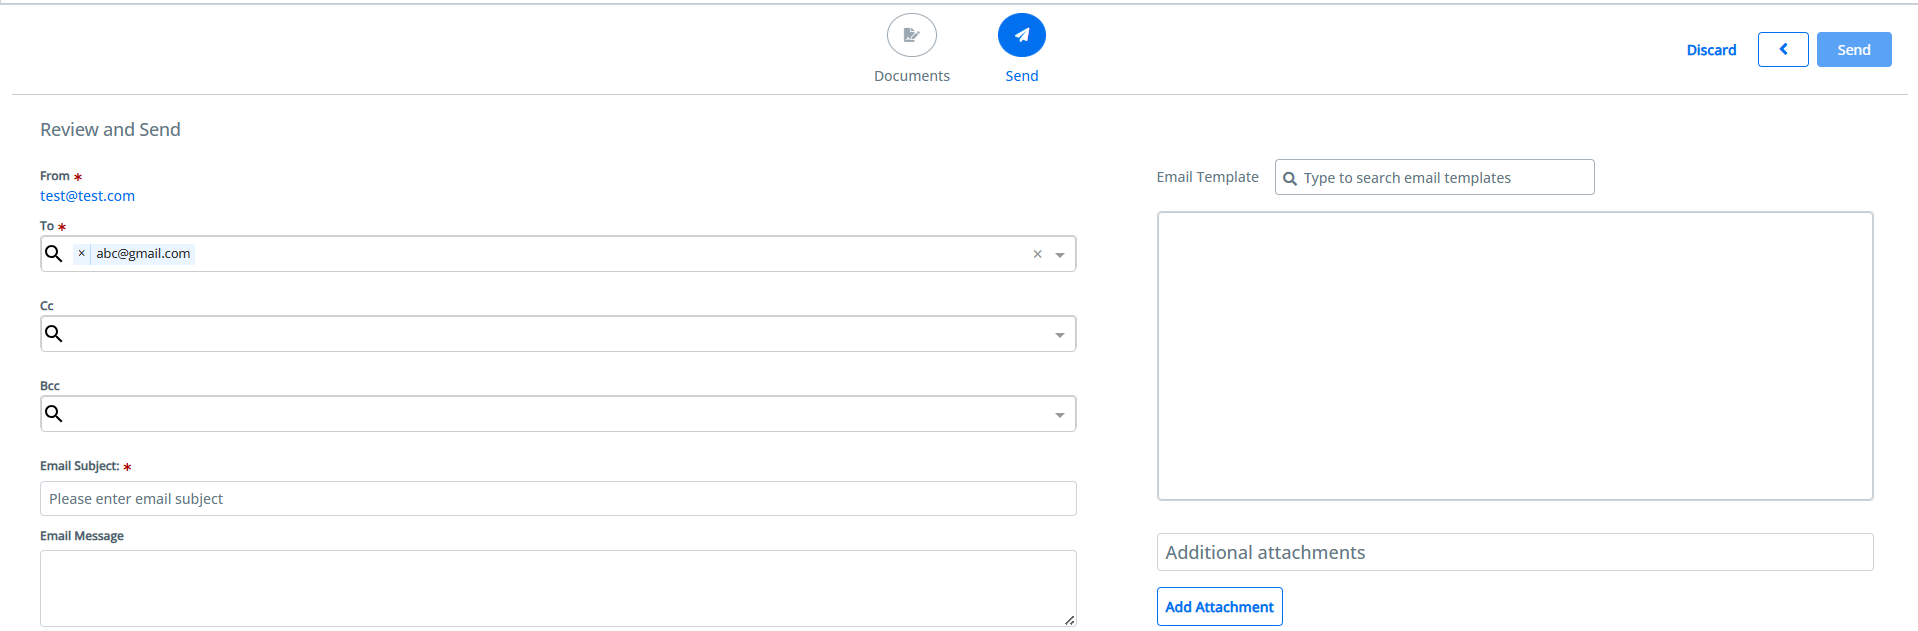 Documents
Send
Discard
Send
Review and Send
From *
test@test.com
To *
× abc@gmail.com ×
Cc
Bcc
Email Subject: *
Please enter email subject
Email Message
Email Template
Type to search email templates
Additional attachments
Add Attachment